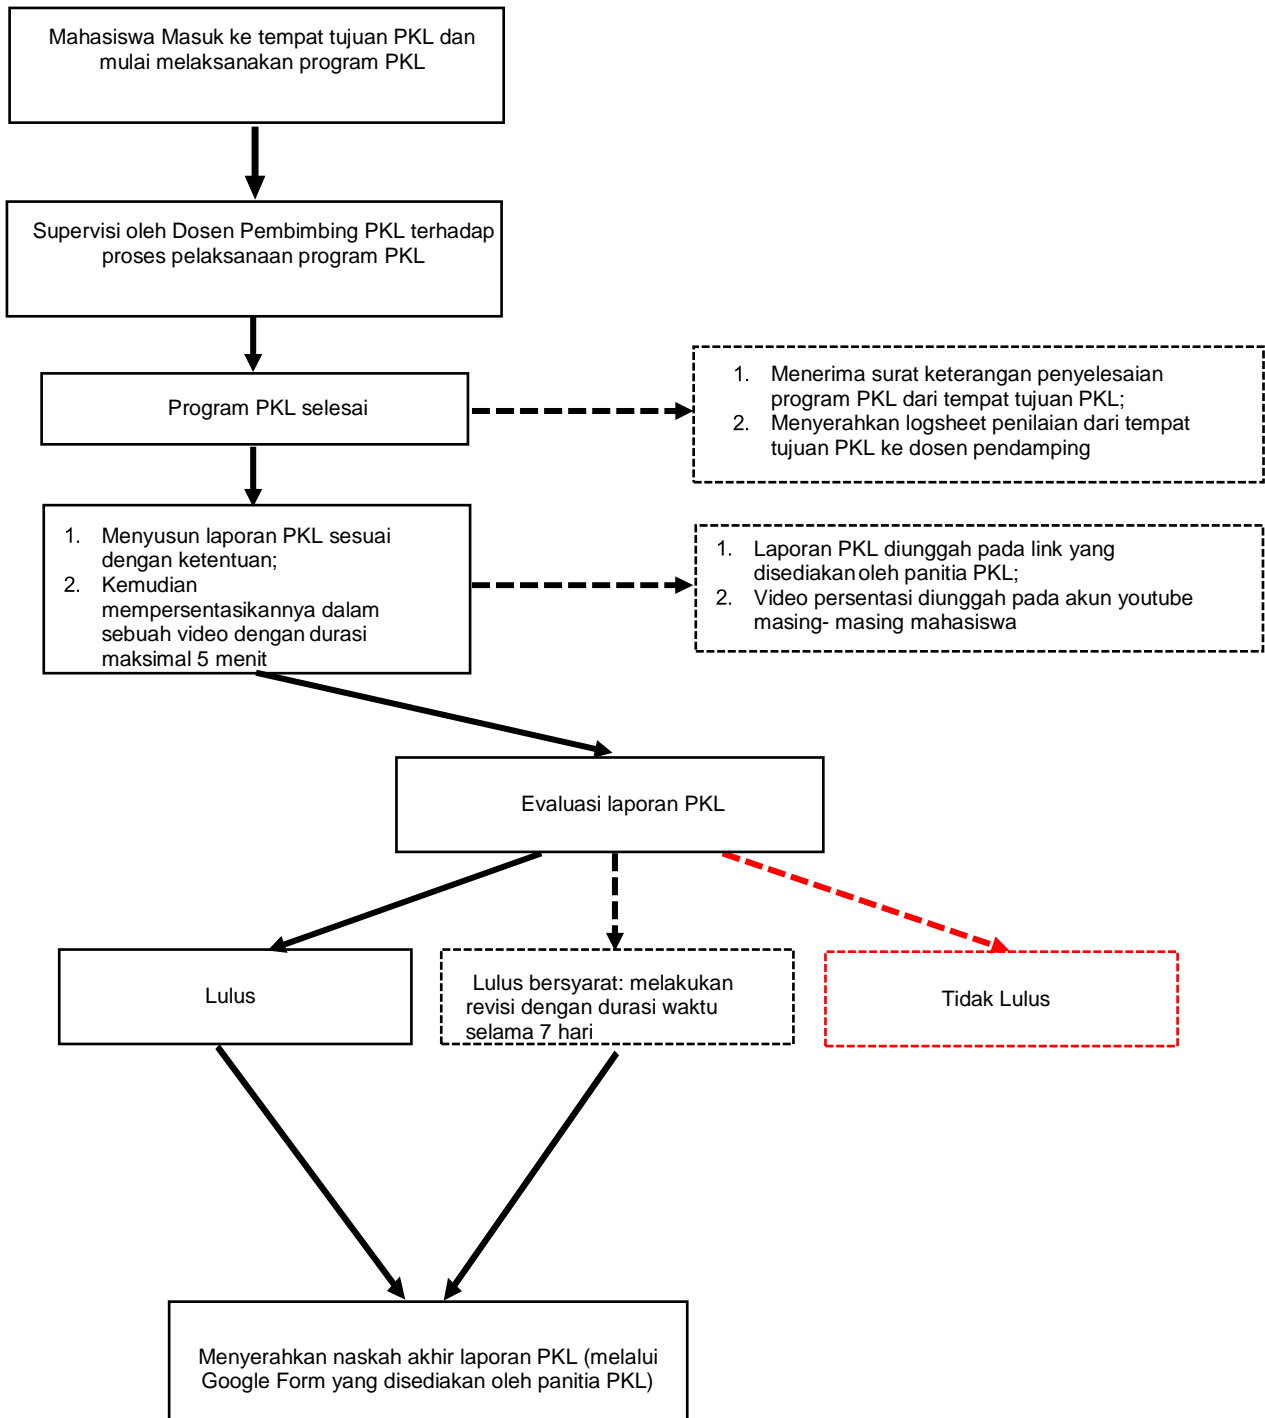 Mahasiswa Masuk ke tempat tujuan PKL dan
mulai melaksanakan program PKL
Supervisi oleh Dosen Pembimbing PKL terhadap
proses pelaksanaan program PKL
Program PKL selesai
1. Menerima surat keterangan penyelesaian
program PKL dari tempat tujuan PKL;
2. Menyerahkan logsheet penilaian dari tempat
tujuan PKL ke dosen pendamping
1. Menyusun laporan PKL sesuai
dengan ketentuan;
2. Kemudian
mempersentasikannya dalam
sebuah video dengan durasi
maksimal 5 menit
1. Laporan PKL diunggah pada link yang
disediakan oleh panitia PKL;
2. Video persentasi diunggah pada akun youtube
masing- masing mahasiswa
Evaluasi laporan PKL
Lulus
Lulus bersyarat: melakukan
revisi dengan durasi waktu
selama 7 hari
Tidak Lulus
Menyerahkan naskah akhir laporan PKL (melalui
Google Form yang disediakan oleh panitia PKL)